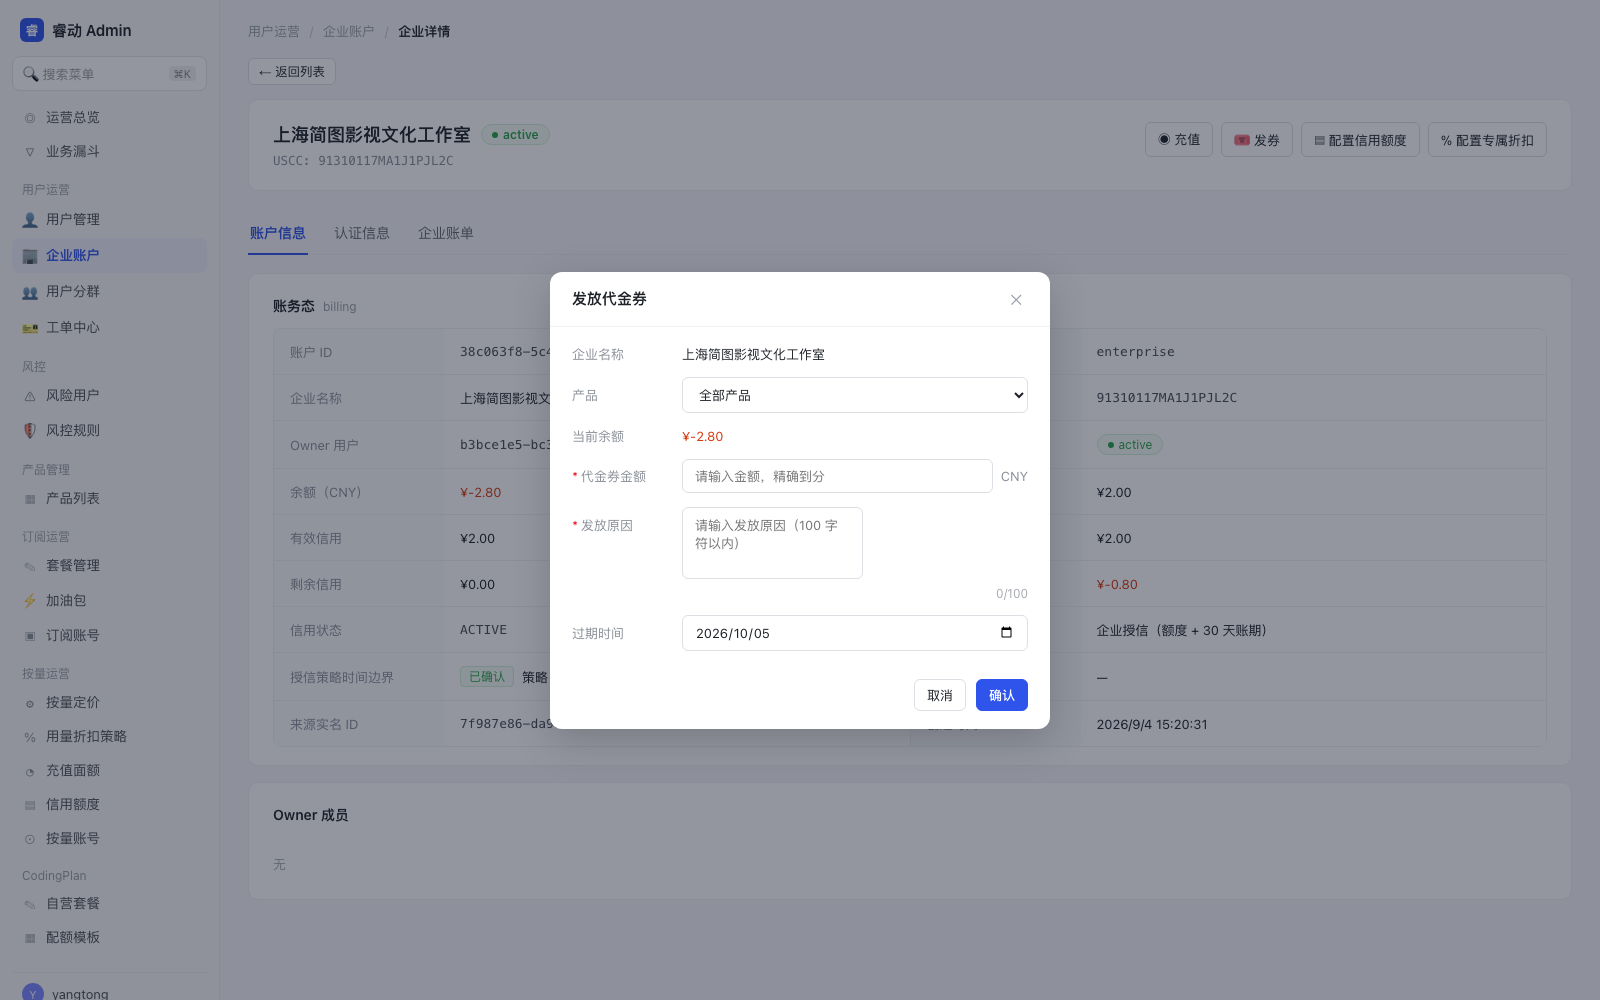 睿 睿动 Admin
搜索菜单 ⌘K
运营总览
业务漏斗
用户运营
用户管理
企业账户
用户分群
工单中心
风控
风险用户
风控规则
产品管理
产品列表
订阅运营
套餐管理
加油包
订阅账号
按量运营
按量定价
% 用量折扣策略
充值面额
信用额度
按量账号
CodingPlan
自营套餐
配额模板
Y yangtong
用户运营 / 企业账户 / 企业详情
← 返回列表
上海简图影视文化工作室 active
USCC: 91310117MA1J1PJL2C
充值 发券 配置信用额度 % 配置专属折扣
账户信息 认证信息 企业账单
账务态 billing
账户 ID 38c063f8-5c4 enterprise
企业名称 上海简图影视文 91310117MA1J1PJL2C
Owner 用户 b3bce1e5-bc3 active
余额（CNY） ¥-2.80 ¥2.00
有效信用 ¥2.00 ¥2.00
剩余信用 ¥0.00 ¥-0.80
信用状态 ACTIVE 企业授信（额度 + 30 天账期）
授信策略时间边界 已确认 策略 —
来源实名 ID 7f987e86-da9 2026/9/4 15:20:31
Owner 成员
无
发放代金券
企业名称 上海简图影视文化工作室
产品 全部产品
当前余额 ¥-2.80
* 代金券金额 请输入金额，精确到分 CNY
* 发放原因 请输入发放原因（100 字
符以内）
0/100
过期时间 2026/10/05
取消 确认